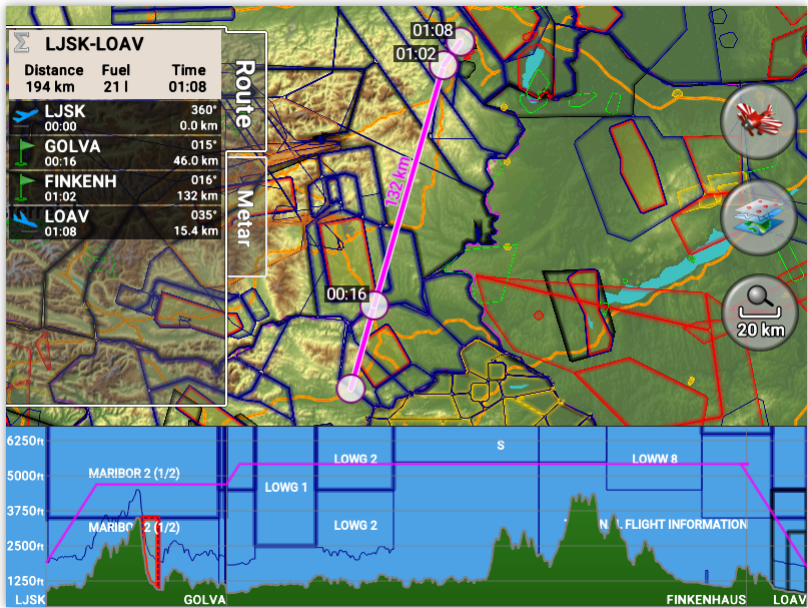 LJSK-LOAV
Distance Fuel Time
194 km 21 l 01:08
LJSK 360°
00:00 0.0 km
GOLVA 015°
00:16 46.0 km
FINKENH 016°
01:02 132 km
LOAV 035°
01:08 15.4 km
Route
Metar
01:08
01:02
132 km
00:16
20 km
6250ft
5000ft
3750ft
2500ft
1250ft
MARIBOR 2 (1/2)
MARIBO 2 (1/2)
LOWG 1
LOWG 2
LOWG 2
S
LOWW 8
N L FLIGHT INFORMATION
LJSK GOLVA FINKENHAUS LOAV